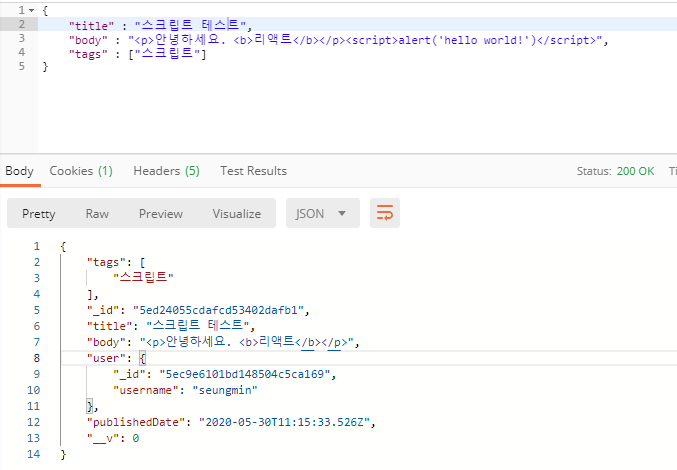 1 {
2 "title" : "스크립트 테스트",
3 "body" : "<p>안녕하세요. <b>리액트</b></p><script>alert('hello world!')</script>",
4 "tags" : ["스크립트"]
5 }
Body Cookies (1) Headers (5) Test Results Status: 200 OK
Pretty Raw Preview Visualize JSON
1 {
2 "tags": [
3 "스크립트"
4 ],
5 "_id": "5ed24055cdafcd53402dafb1",
6 "title": "스크립트 테스트",
7 "body": "<p>안녕하세요. <b>리액트</b></p>",
8 "user": {
9 "_id": "5ec9e6101bd148504c5ca169",
10 "username": "seungmin"
11 },
12 "publishedDate": "2020-05-30T11:15:33.526Z",
13 "__v": 0
14 }